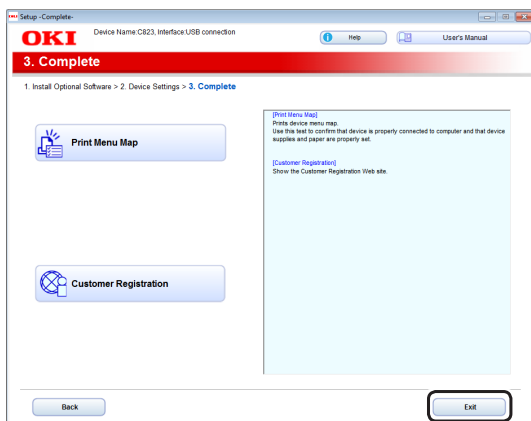 OKI Setup -Complete-
OKI
Device Name:C823, Interface:USB connection
Help
User's Manual
3. Complete
1. Install Optional Software > 2. Device Settings > 3. Complete
Print Menu Map
[Print Menu Map]
Prints device menu map.
Use this test to confirm that device is properly connected to computer and that device
supplies and paper are properly set.
[Customer Registration]
Show the Customer Registration Web site.
Customer Registration
Back
Exit